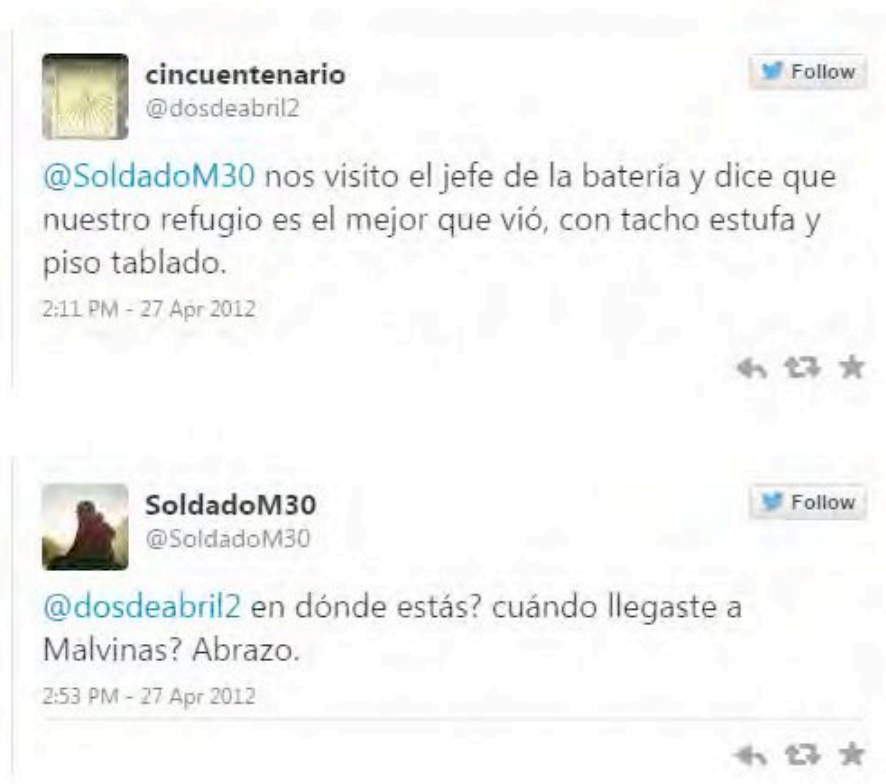 cincuentenario
Follow
@dosdeabril2
@SoldadoM30 nos visito el jefe de la batería y dice que
nuestro refugio es el mejor que vió, con tacho estufa y
piso tablado.
2:11 PM - 27 Apr 2012
SoldadoM30
Follow
@SoldadoM30
@dosdeabril2 en dónde estás? cuándo llegaste a
Malvinas? Abrazo.
2:53 PM - 27 Apr 2012